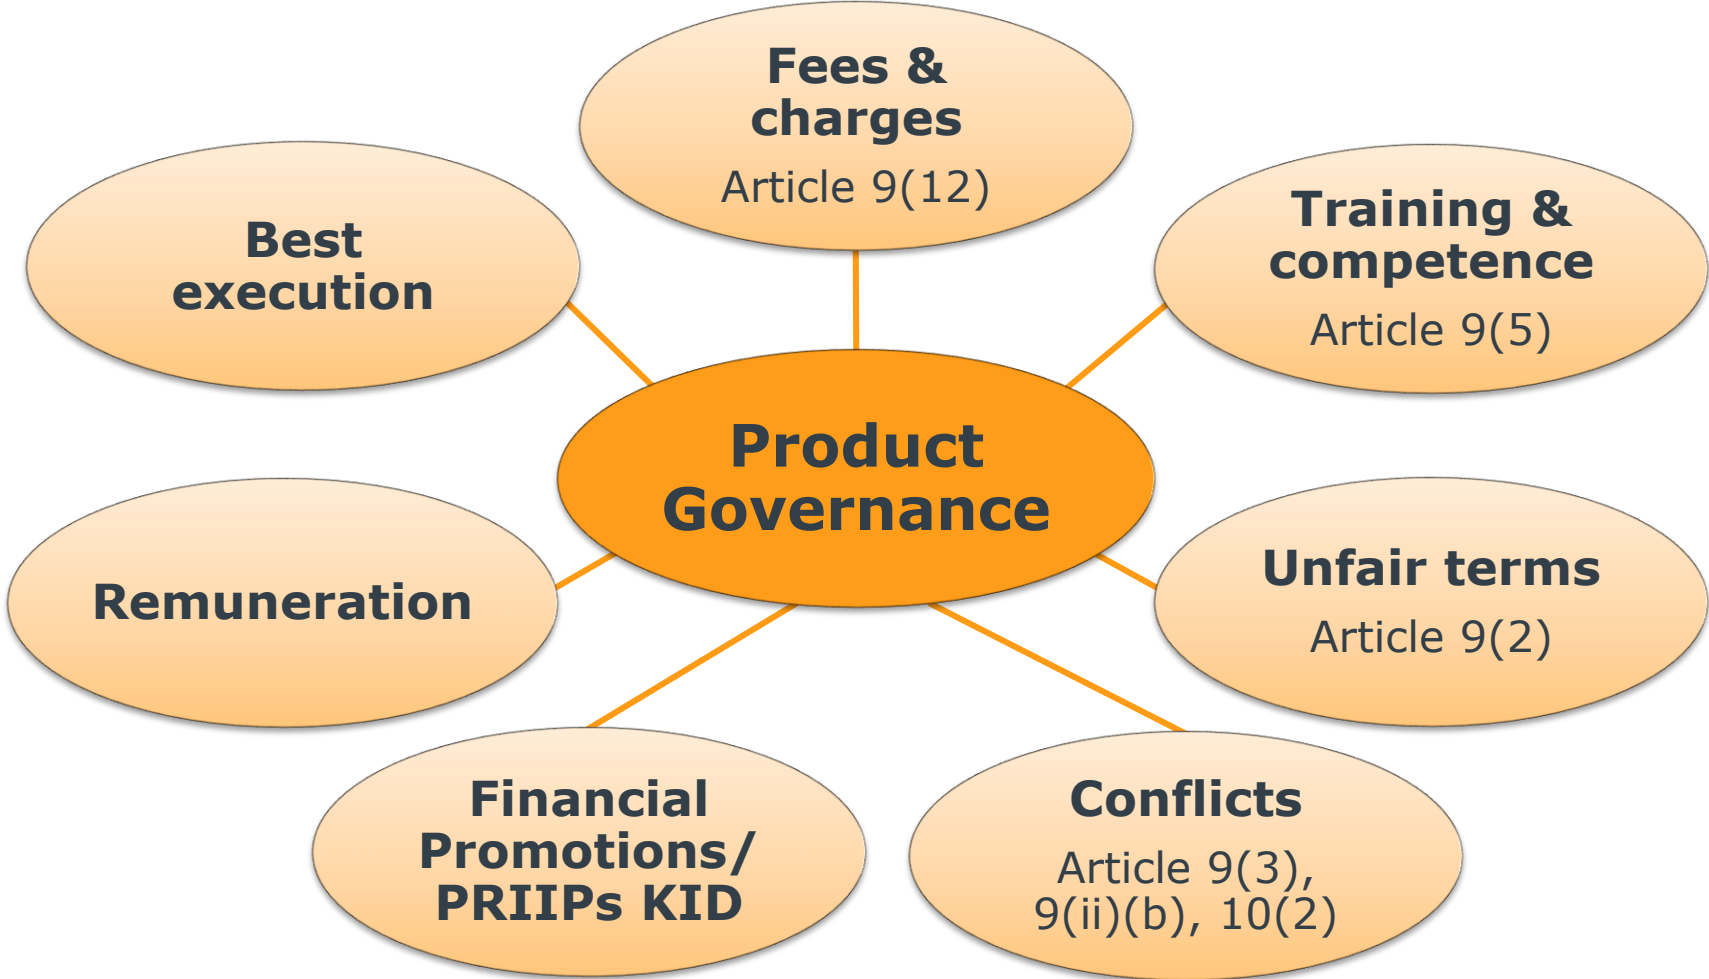 Fees &
charges
Article 9(12)
Training &
competence
Article 9(5)
Best
execution
Product
Governance
Unfair terms
Article 9(2)
Remuneration
Financial
Promotions/
PRIIPs KID
Conflicts
Article 9(3),
9(ii)(b), 10(2)